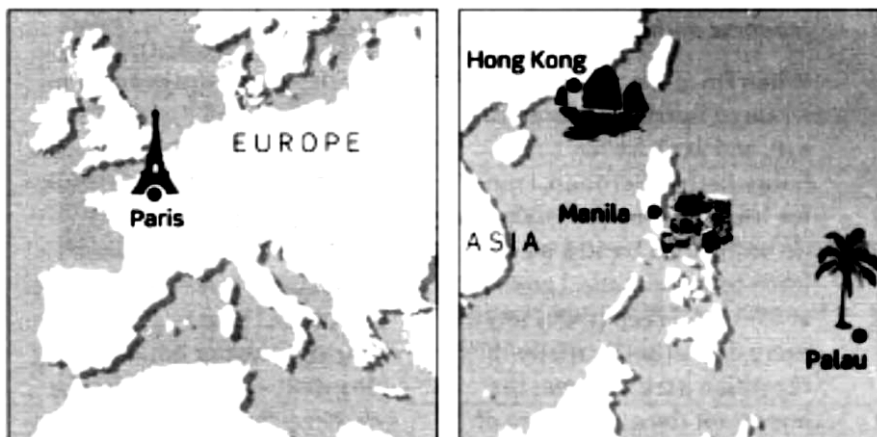 EUROPE
Paris
Hong Kong
Manila
ASIA
Palau